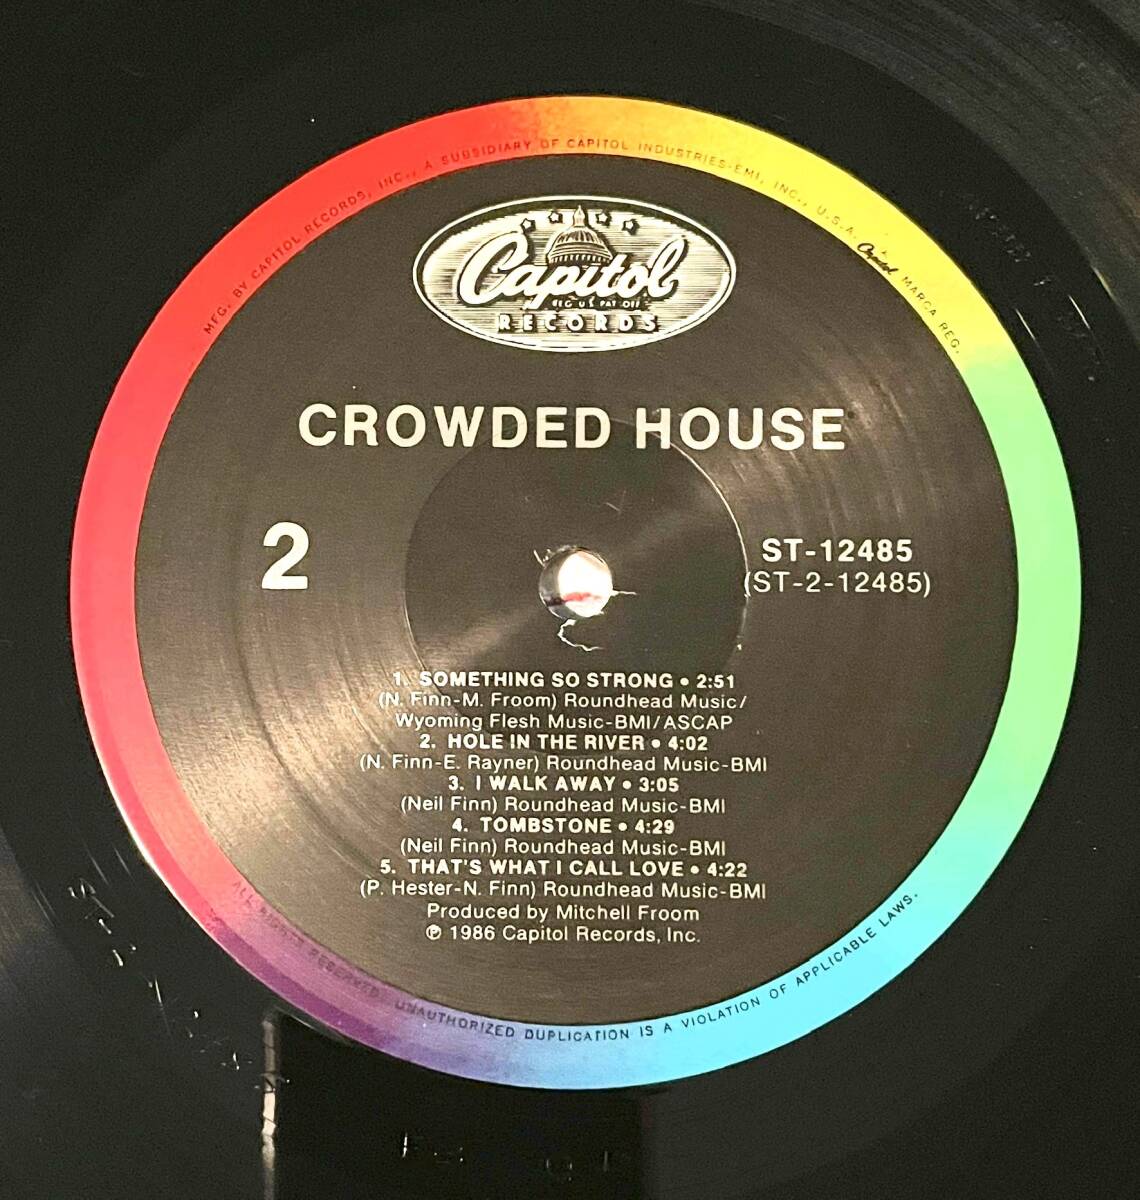 MFG. BY CAPITOL RECORDS, INC., A SUBSIDIARY OF CAPITOL INDUSTRIES-EMI, INC., U.S.A. Capitol MARCA REG.
Capitol
REG. U.S. PAT. OFF.
RECORDS
CROWDED HOUSE
2
ST-12485
(ST-2-12485)
1. SOMETHING SO STRONG • 2:51
(N. Finn-M. Froom) Roundhead Music/
Wyoming Flesh Music-BMI/ASCAP
2. HOLE IN THE RIVER • 4:02
(N. Finn-E. Rayner) Roundhead Music-BMI
3. I WALK AWAY • 3:05
(Neil Finn) Roundhead Music-BMI
4. TOMBSTONE • 4:29
(Neil Finn) Roundhead Music-BMI
5. THAT'S WHAT I CALL LOVE • 4:22
(P. Hester-N. Finn) Roundhead Music-BMI
Produced by Mitchell Froom
℗ 1986 Capitol Records, Inc.
ALL RIGHTS RESERVED. UNAUTHORIZED DUPLICATION IS A VIOLATION OF APPLICABLE LAWS.